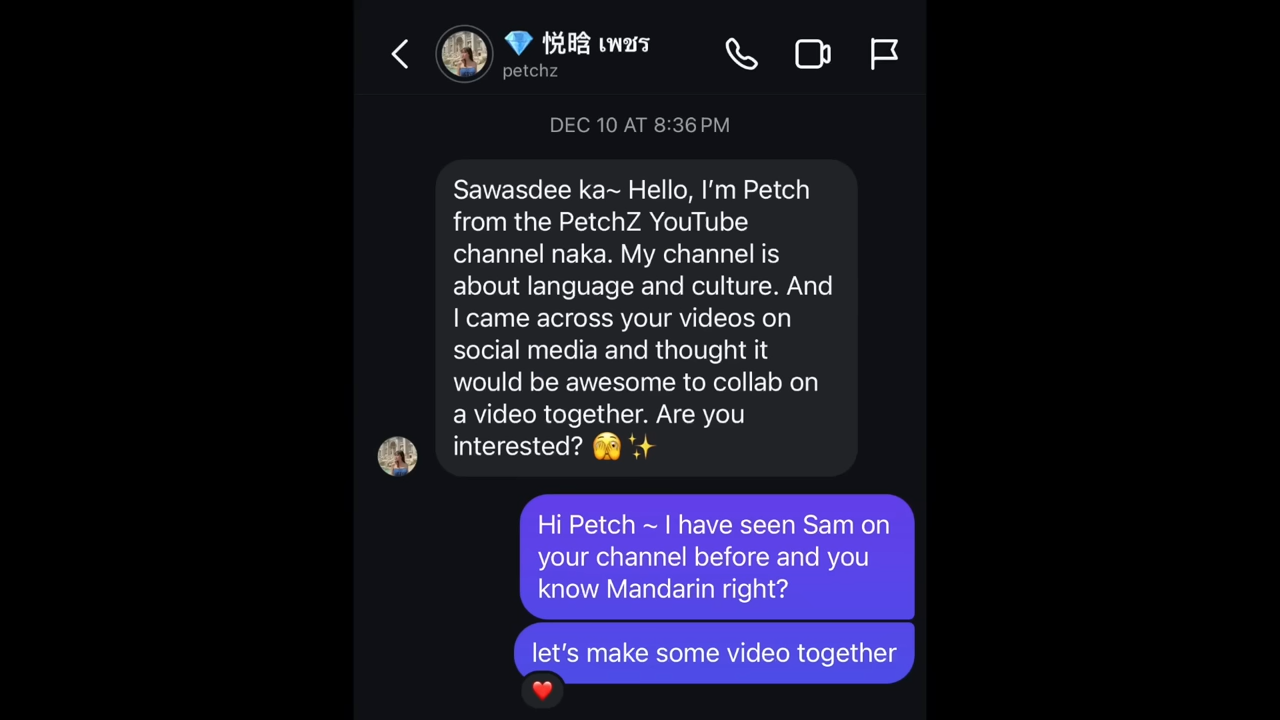 💎 悦晗 เพชร
petchz
DEC 10 AT 8:36 PM
Sawasdee ka~ Hello, I’m Petch
from the PetchZ YouTube
channel naka. My channel is
about language and culture. And
I came across your videos on
social media and thought it
would be awesome to collab on
a video together. Are you
interested? 🫣✨
Hi Petch ~ I have seen Sam on
your channel before and you
know Mandarin right?
let’s make some video together